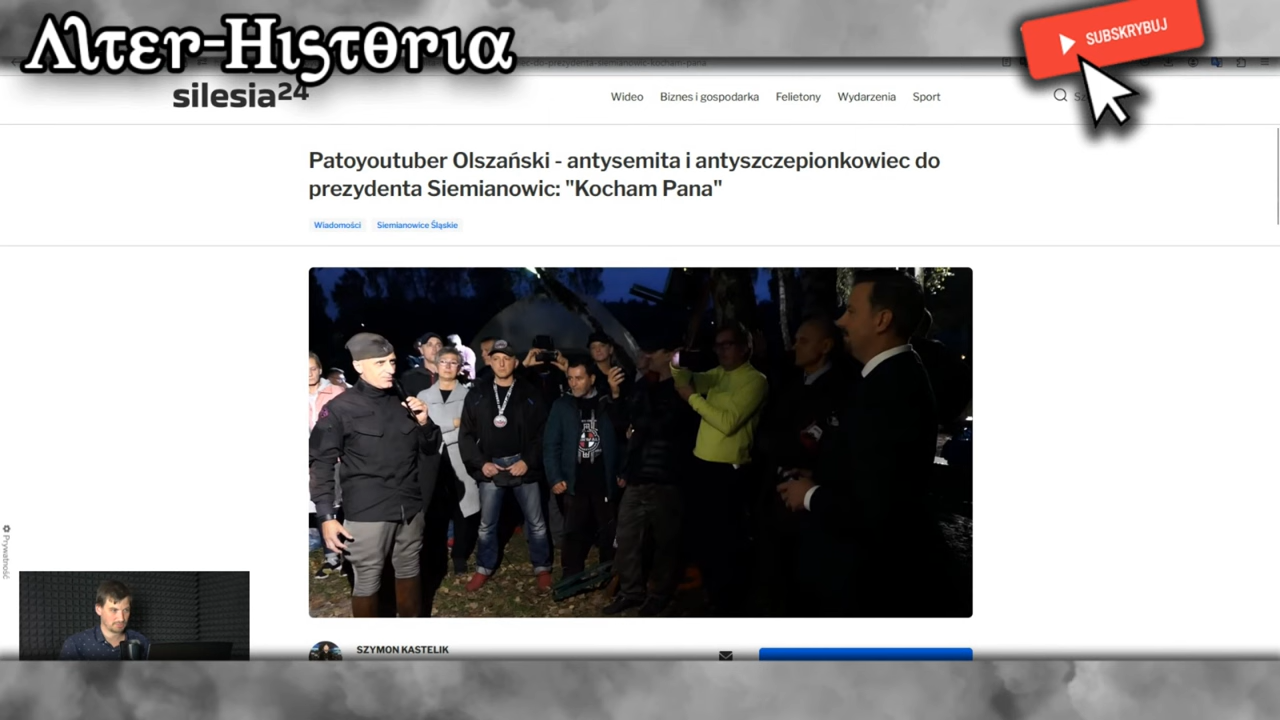 Alter-Historia
SUBSKRYBUJ
silesia24
Wideo Biznes i gospodarka Felietony Wydarzenia Sport
Patoyoutuber Olszański - antysemita i antyszczepionkowiec do
prezydenta Siemianowic: "Kocham Pana"
Wiadomości Siemianowice Śląskie
Prywatność
SZYMON KASTELIK